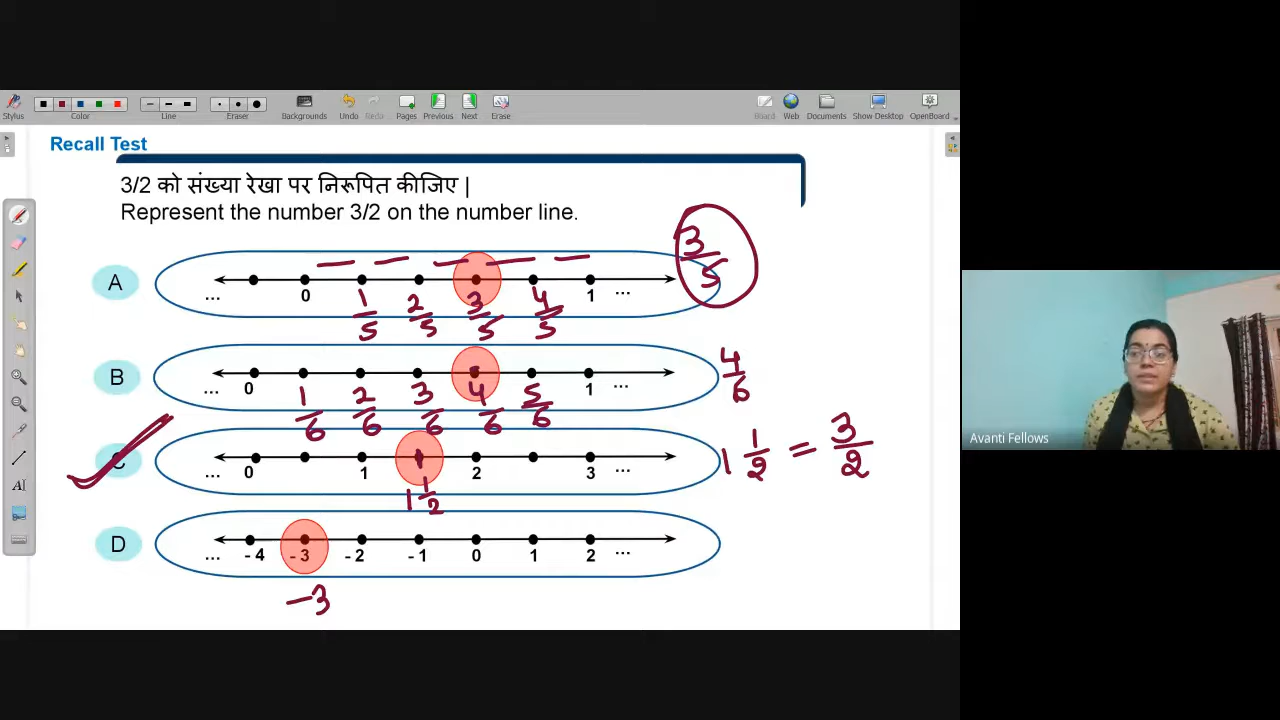 Stylus Color Line Eraser Backgrounds Undo Redo Pages Previous Next Erase Board Web Documents Show Desktop OpenBoard
Recall Test
3/2 को संख्या रेखा पर निरूपित कीजिए |
Represent the number 3/2 on the number line.
3/5
A
... 0 1 ...
1/5 2/5 3/5 4/5
B
... 0 1 ...
4/6
1/6 2/6 3/6 4/6 5/6
C
... 0 1 2 3 ...
1 1/2 = 3/2
1 1/2
D
... - 4 - 3 - 2 - 1 0 1 2 ...
-3
Avanti Fellows